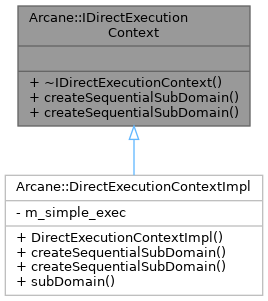 Arcane::IDirectExecution
Context
+ ~IDirectExecutionContext()
+ createSequentialSubDomain()
+ createSequentialSubDomain()
Arcane::DirectExecutionContextImpl
- m_simple_exec
+ DirectExecutionContextImpl()
+ createSequentialSubDomain()
+ createSequentialSubDomain()
+ subDomain()